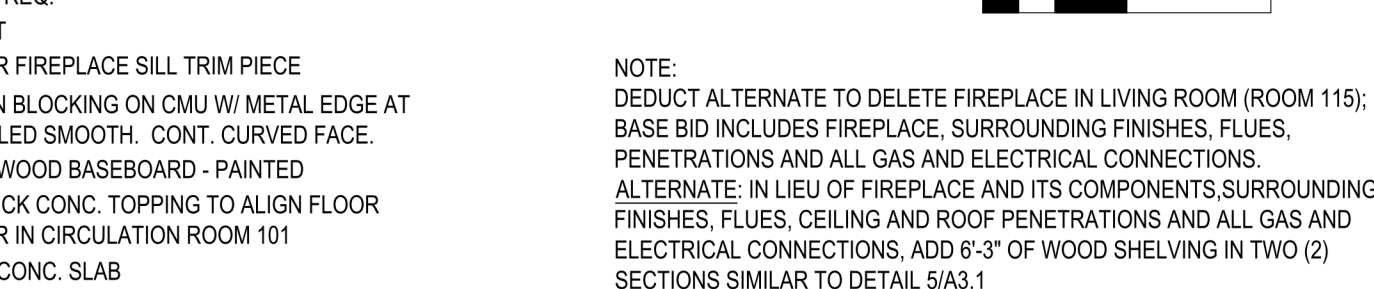 REQ.
T
R FIREPLACE SILL TRIM PIECE
N BLOCKING ON CMU W/ METAL EDGE AT
LED SMOOTH. CONT. CURVED FACE.
WOOD BASEBOARD - PAINTED
CK CONC. TOPPING TO ALIGN FLOOR
R IN CIRCULATION ROOM 101
CONC. SLAB
NOTE:
DEDUCT ALTERNATE TO DELETE FIREPLACE IN LIVING ROOM (ROOM 115);
BASE BID INCLUDES FIREPLACE, SURROUNDING FINISHES, FLUES,
PENETRATIONS AND ALL GAS AND ELECTRICAL CONNECTIONS.
ALTERNATE: IN LIEU OF FIREPLACE AND ITS COMPONENTS,SURROUNDING
FINISHES, FLUES, CEILING AND ROOF PENETRATIONS AND ALL GAS AND
ELECTRICAL CONNECTIONS, ADD 6'-3" OF WOOD SHELVING IN TWO (2)
SECTIONS SIMILAR TO DETAIL 5/A3.1